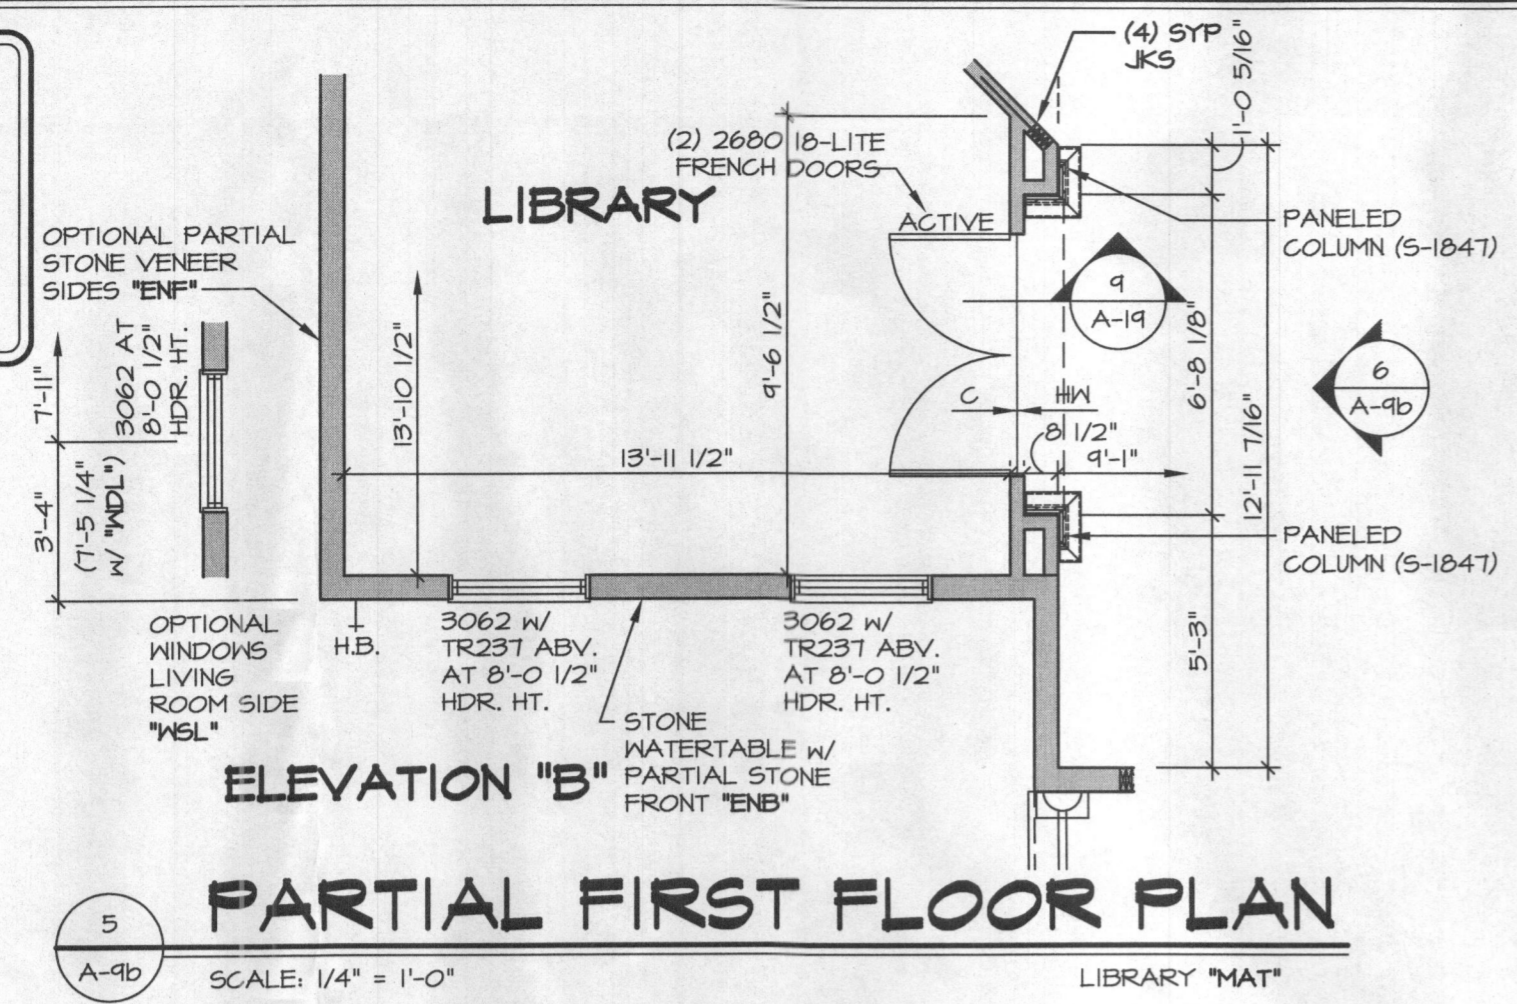 (4) SYP
JKS
1'-0 5/16"
(2) 2680 18-LITE
FRENCH DOORS
LIBRARY
ACTIVE
PANELED
COLUMN (S-1847)
OPTIONAL PARTIAL
STONE VENEER
SIDES "ENF"
9
A-19
3062 AT
8'-0 1/2"
HDR. HT.
7'-11"
13'-10 1/2"
9'-6 1/2"
6'-8 1/8"
6
A-9b
C
HW
8 1/2"
9'-1"
13'-11 1/2"
12'-11 7/16"
3'-4"
(7'-5 1/4"
w/ "WDL")
PANELED
COLUMN (S-1847)
OPTIONAL
WINDOWS
LIVING
ROOM SIDE
"WSL"
H.B.
3062 w/
TR237 ABV.
AT 8'-0 1/2"
HDR. HT.
3062 w/
TR237 ABV.
AT 8'-0 1/2"
HDR. HT.
5'-3"
STONE
WATERTABLE w/
PARTIAL STONE
FRONT "ENB"
ELEVATION "B"
PARTIAL FIRST FLOOR PLAN
5
A-9b
SCALE: 1/4" = 1'-0"
LIBRARY "MAT"